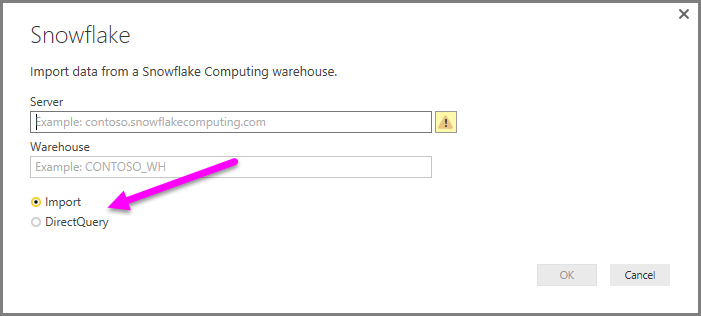 Snowflake
Import data from a Snowflake Computing warehouse.
Server
Example: contoso.snowflakecomputing.com
Warehouse
Example: CONTOSO_WH
Import
DirectQuery
OK Cancel